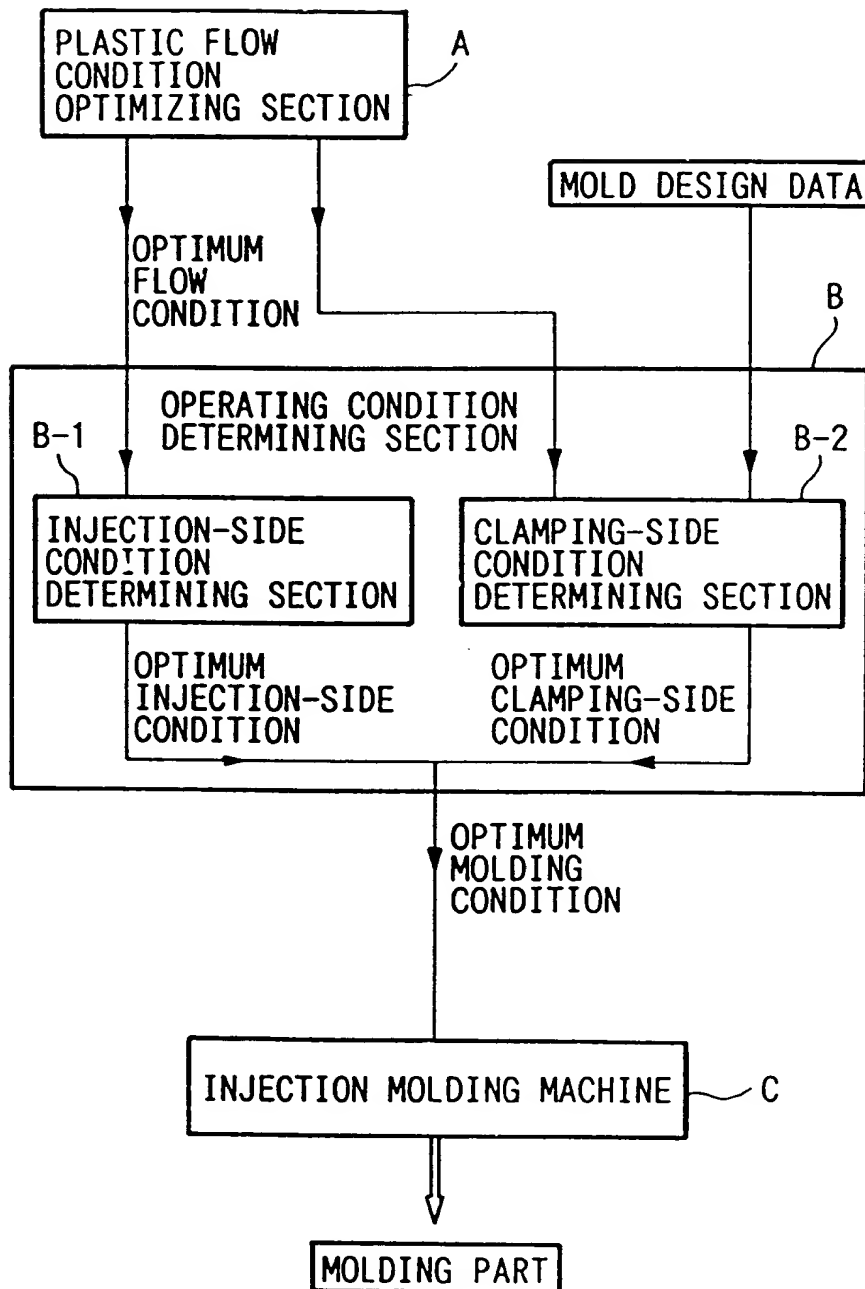 PLASTIC FLOW
CONDITION
OPTIMIZING SECTION
A
MOLD DESIGN DATA
OPTIMUM
FLOW
CONDITION
B
OPERATING CONDITION
DETERMINING SECTION
B-1
B-2
INJECTION-SIDE
CONDITION
DETERMINING SECTION
CLAMPING-SIDE
CONDITION
DETERMINING SECTION
OPTIMUM
INJECTION-SIDE
CONDITION
OPTIMUM
CLAMPING-SIDE
CONDITION
OPTIMUM
MOLDING
CONDITION
INJECTION MOLDING MACHINE
C
MOLDING PART